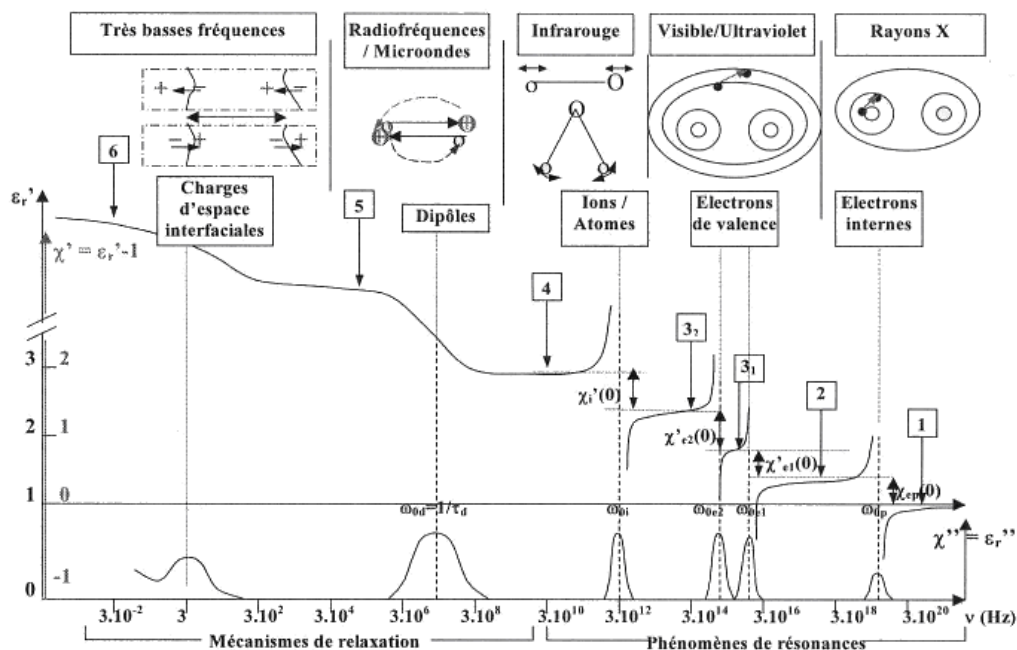 Très basses fréquences
Radiofréquences
/ Microondes
Infrarouge
Visible/Ultraviolet
Rayons X
6
Charges
d'espace
interfaciales
5
Dipôles
4
Ions /
Atomes
Electrons
de valence
Electrons
internes
εr'
χ' = εr'-1
3₂
3₁
2
1
3
2
χi'(0)
2
1
χ'e2(0)
χ'e1(0)
χep(0)
1
0
ω0d=1/τd
ω0i
ω0e2
ω0e1
ω0p
χ'' = εr''
0
-1
3.10⁻²
3
3.10²
3.10⁴
3.10⁶
3.10⁸
3.10¹⁰
3.10¹²
3.10¹⁴
3.10¹⁶
3.10¹⁸
3.10²⁰
ν (Hz)
Mécanismes de relaxation
Phénomènes de résonances